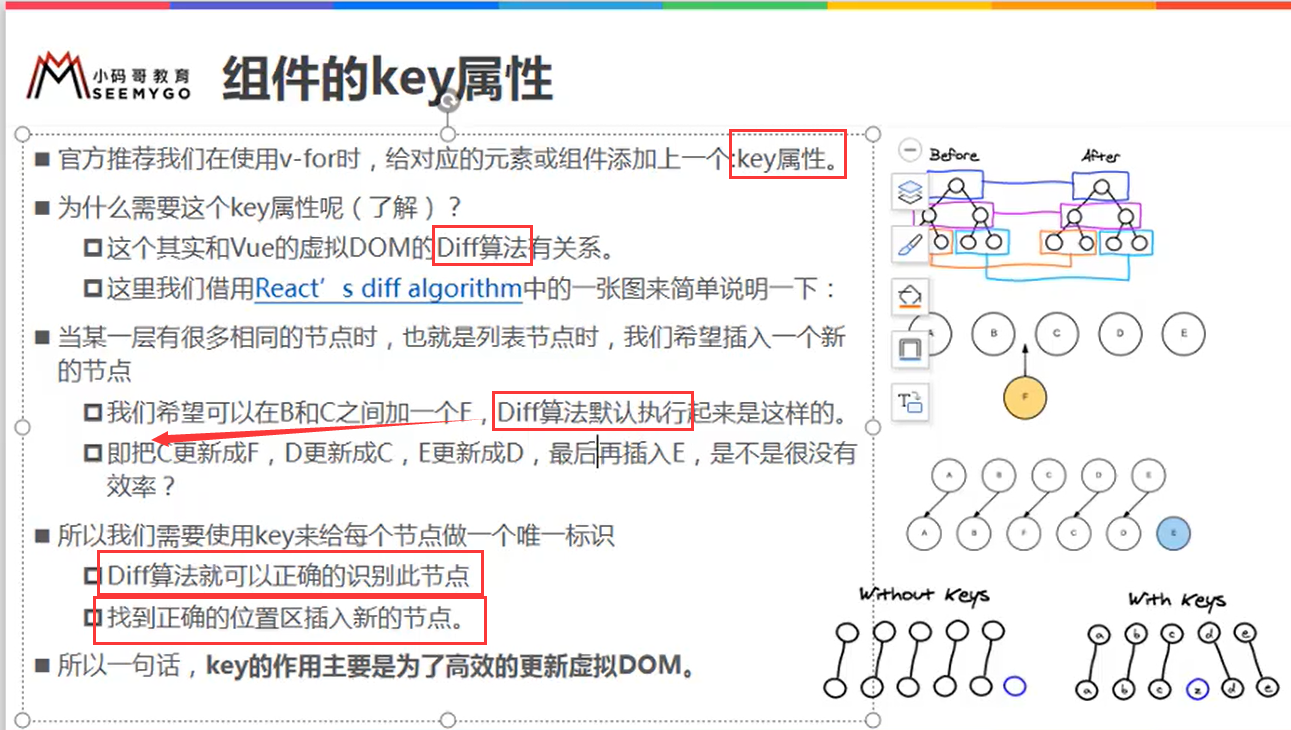 小码哥教育
SEEMYGO
组件的key属性
■ 官方推荐我们在使用v-for时，给对应的元素或组件添加上一个:key属性。
■ 为什么需要这个key属性呢（了解）？
这个其实和Vue的虚拟DOM的Diff算法有关系。
这里我们借用React's diff algorithm中的一张图来简单说明一下：
■ 当某一层有很多相同的节点时，也就是列表节点时，我们希望插入一个新
的节点
我们希望可以在B和C之间加一个F，Diff算法默认执行起来是这样的。
即把C更新成F，D更新成C，E更新成D，最后再插入E，是不是很没有
效率？
■ 所以我们需要使用key来给每个节点做一个唯一标识
Diff算法就可以正确的识别此节点
找到正确的位置区插入新的节点。
■ 所以一句话，key的作用主要是为了高效的更新虚拟DOM。
Before After
A B C D E
F
A B C D E
A B F C D E
Without Keys
With Keys
a b c d e
a b c z d e